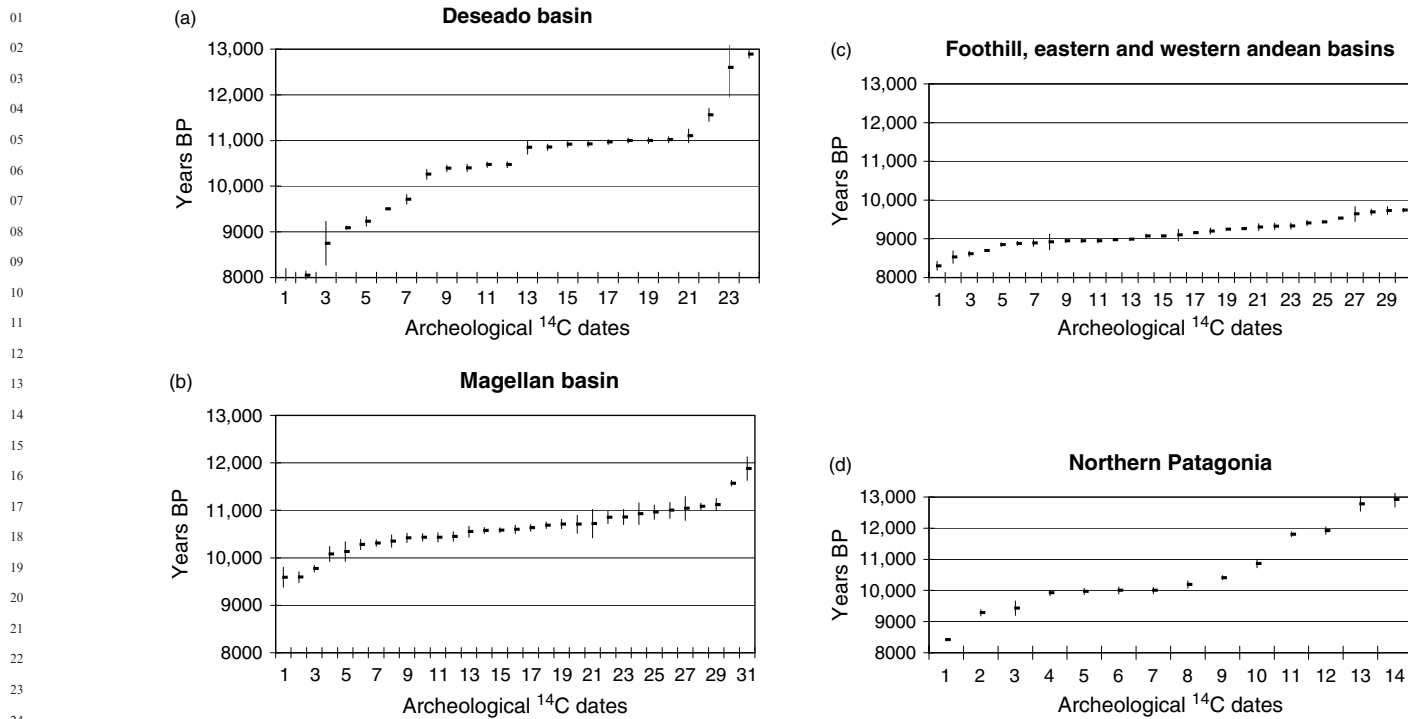 01
02
03
04
05
06
07
08
09
10
11
12
13
14
15
16
17
18
19
20
21
22
23
(a)
Deseado basin
Years BP
13,000
12,000
11,000
10,000
9000
8000
1 3 5 7 9 11 13 15 17 19 21 23
Archeological 14C dates
(b)
Magellan basin
Years BP
13,000
12,000
11,000
10,000
9000
8000
1 3 5 7 9 11 13 15 17 19 21 23 25 27 29 31
Archeological 14C dates
(c)
Foothill, eastern and western andean basins
Years BP
13,000
12,000
11,000
10,000
9000
8000
1 3 5 7 9 11 13 15 17 19 21 23 25 27 29
Archeological 14C dates
(d)
Northern Patagonia
Years BP
13,000
12,000
11,000
10,000
9000
8000
1 2 3 4 5 6 7 8 9 10 11 12 13 14
Archeological 14C dates